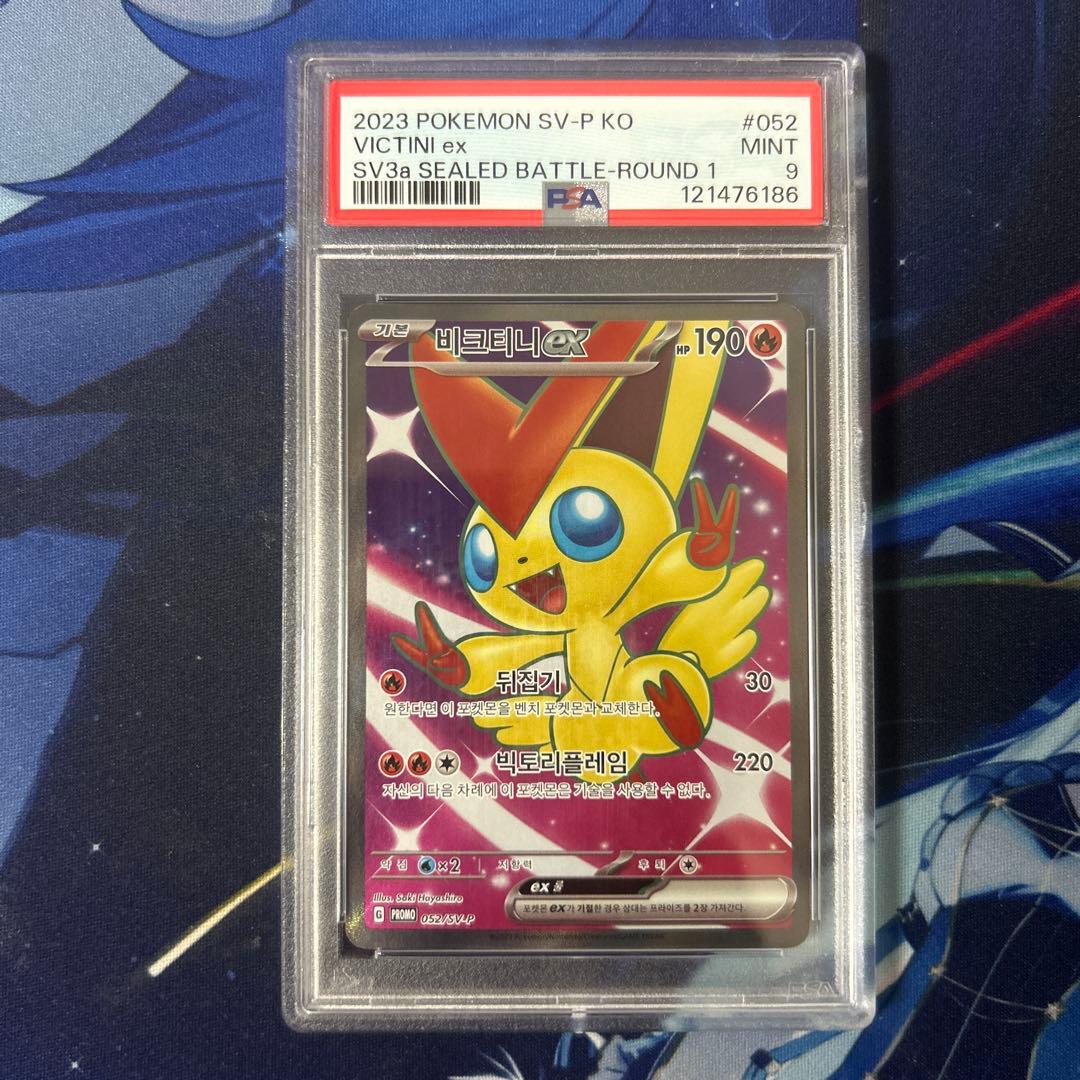 2023 POKEMON SV-P KO #052
VICTINI ex MINT
SV3a SEALED BATTLE-ROUND 1 9
PSA 121476186
기본 비크티니ex HP 190
뒤집기 30
원한다면 이 포켓몬을 벤치 포켓몬과 교체한다.
빅토리플레임 220
자신의 다음 차례에 이 포켓몬은 기술을 사용할 수 없다.
약점 ×2 저항력 후퇴
ex 룰
포켓몬 ex가 기절한 경우 상대는 프라이즈를 2장 가져간다.
Illus. Saki Hayashiro
G PROMO 052/SV-P
PSA